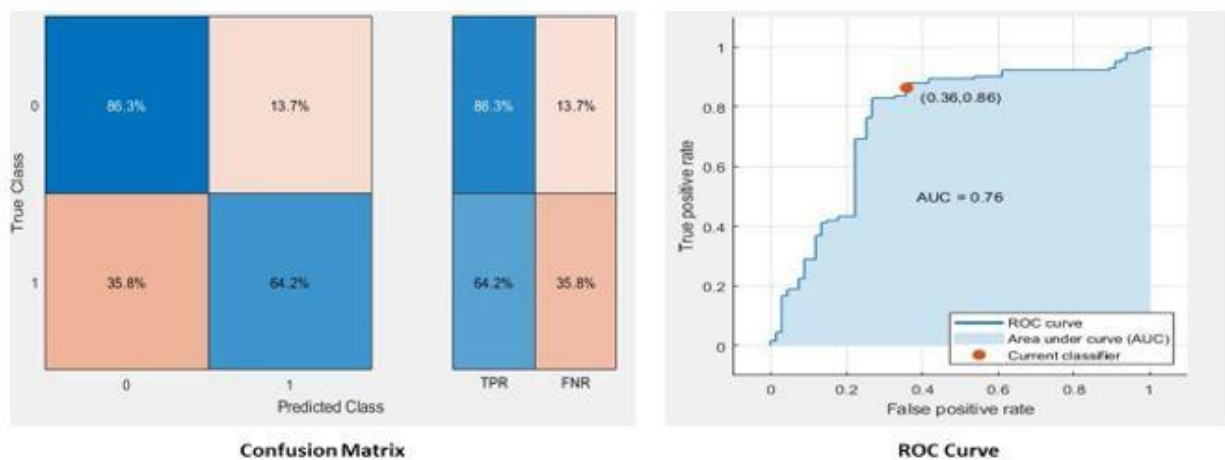 True Class
0
86.3%
13.7%
1
35.8%
64.2%
0
1
Predicted Class
86.3%
13.7%
64.2%
35.8%
TPR
FNR
Confusion Matrix
True positive rate
1
0.8
0.6
0.4
0.2
0
(0.36,0.86)
AUC = 0.76
ROC curve
Area under curve (AUC)
Current classifier
0
0.2
0.4
0.6
0.8
1
False positive rate
ROC Curve